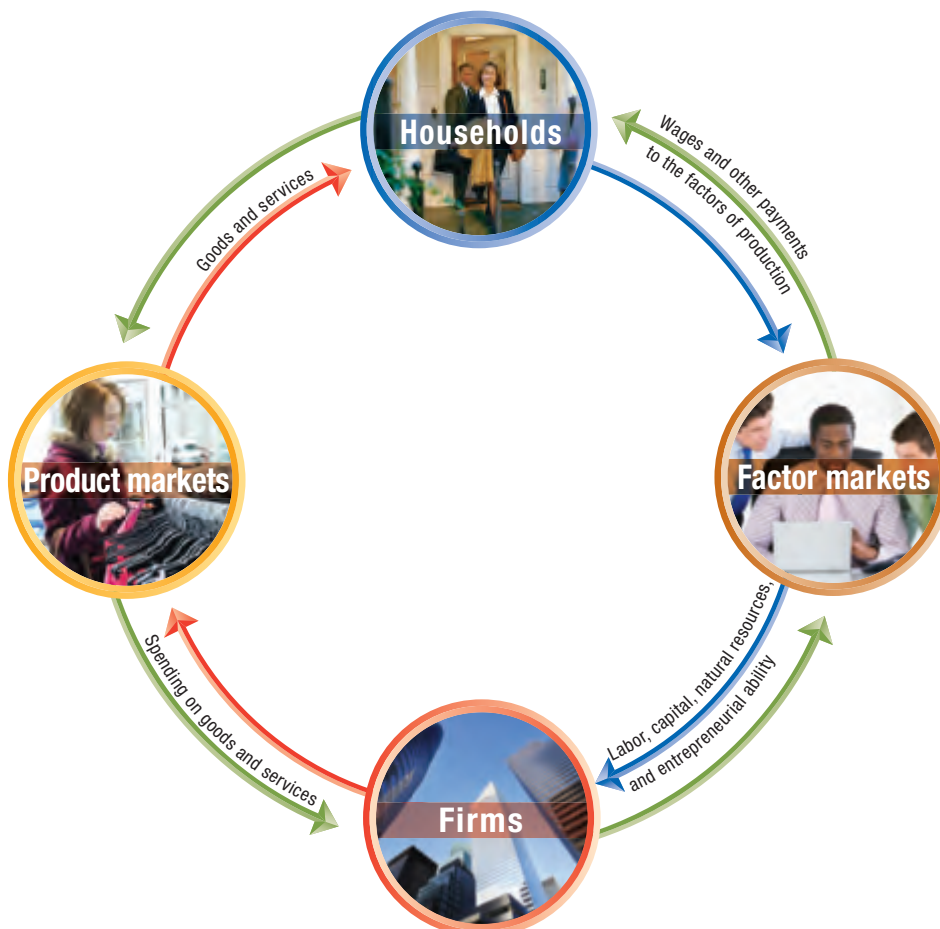 Households
Wages and other payments
to the factors of production
Goods and services
Product markets
Factor markets
Spending on goods and services
Labor, capital, natural resources,
and entrepreneurial ability
Firms